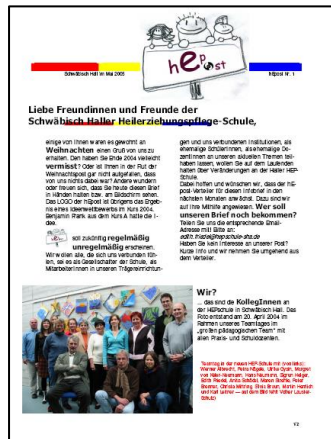 hepost
Schwäbisch Hall im Mai 2005
hepost Nr. 1
Liebe Freundinnen und Freunde der
Schwäbisch Haller Heilerziehungspflege-Schule,
einige von Ihnen waren es gewohnt an
Weihnachten einen Gruß von uns zu
erhalten. Den haben Sie Ende 2004 vielleicht
vermisst? Oder ist Ihnen in der Flut der
Weihnachtspost gar nicht aufgefallen, dass
von uns nichts dabei war? Andere wundern
oder freuen sich, dass Sie heute diesen Brief
in Händen halten bzw. am Bildschirm sehen.
Das LOGO der hEpost ist übrigens das Ergeb-
nis eines Ideenwettbewerbs im Kurs 2004.
Benjamin Plank aus dem Kurs A hatte die I-
dee.
soll zukünftig regelmäßig
unregelmäßig erscheinen.
Wir wollen alle, die sich uns verbunden füh-
len, sei es als Gesellschafter der Schule, als
MitarbeiterInnen in unseren Trägereinrichtun-
gen und verbundenen Institutionen, als
ehemalige SchülerInnen, als ehemalige Do-
zentInnen an unseren aktuellen Themen teil-
haben lassen, wollen Sie auf dem Laufenden
halten über Veränderungen an der Haller HEP-
Schule.
Dabei hoffen und wünschen wir, dass der hE-
post-Verteiler für diesen Infobrief in den
nächsten Monaten anwächst. Dazu sind wir
auf Ihre Mithilfe angewiesen. Wer soll
unseren Brief noch bekommen?
Teilen Sie uns die entsprechende Email-
Adresse mit! Bitte an:
Haben Sie kein Interesse an unserer Post?
Kurze Info und wir nehmen Sie umgehend aus
dem Verteiler.
Wir?
... das sind die KollegInnen an
der HEPschule in Schwäbisch Hall. Das
Foto entstand am 20. April 2004 im
Rahmen unseres Teamtages im
„großen pädagogischen Team" mit
allen Praxis- und Schuldozenten.